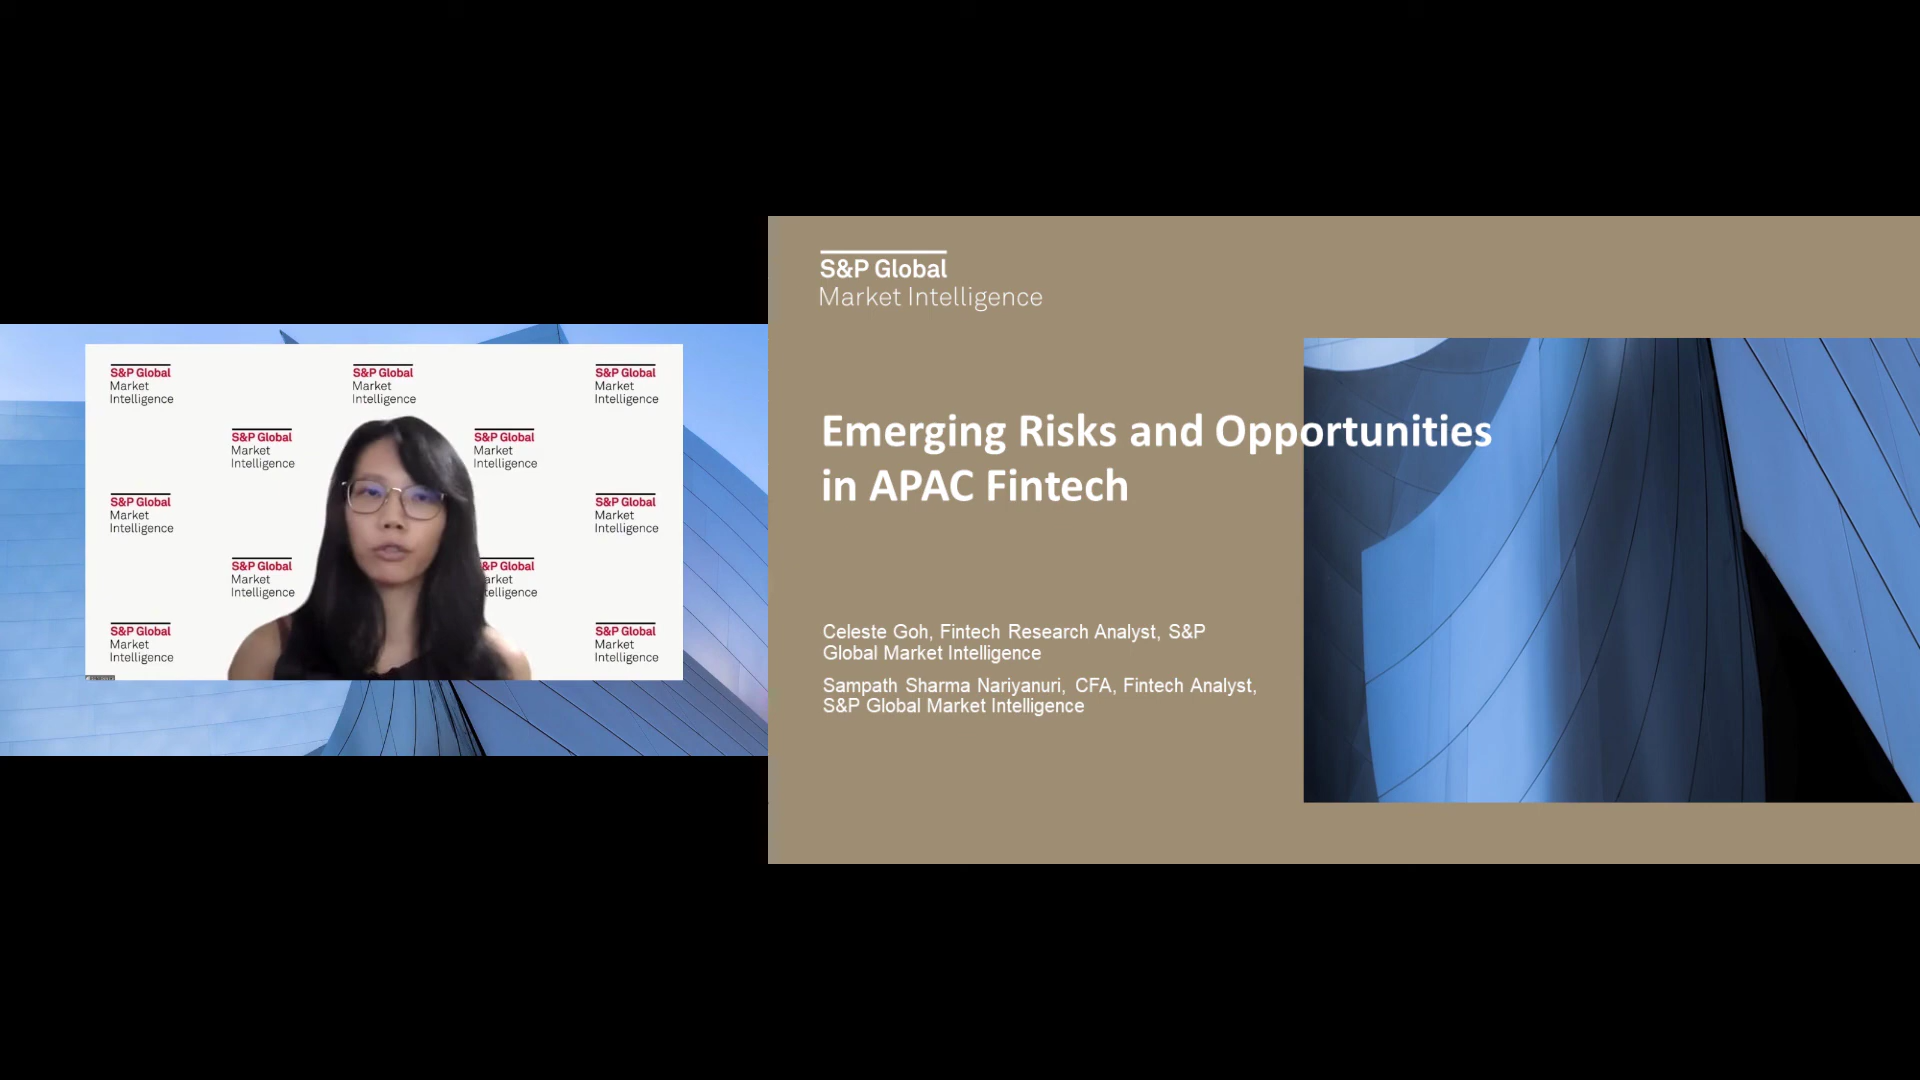 S&P Global
Market
Intelligence
S&P Global
Market
Intelligence
S&P Global
Market
Intelligence
S&P Global
Market
Intelligence
S&P Global
Market
Intelligence
S&P Global
Market
Intelligence
S&P Global
Market
Intelligence
S&P Global
Market
Intelligence
&P Global
arket
telligence
S&P Global
Market
Intelligence
S&P Global
Market
Intelligence
S&P Global
Market Intelligence
Emerging Risks and Opportunities
in APAC Fintech
Celeste Goh, Fintech Research Analyst, S&P
Global Market Intelligence
Sampath Sharma Nariyanuri, CFA, Fintech Analyst,
S&P Global Market Intelligence